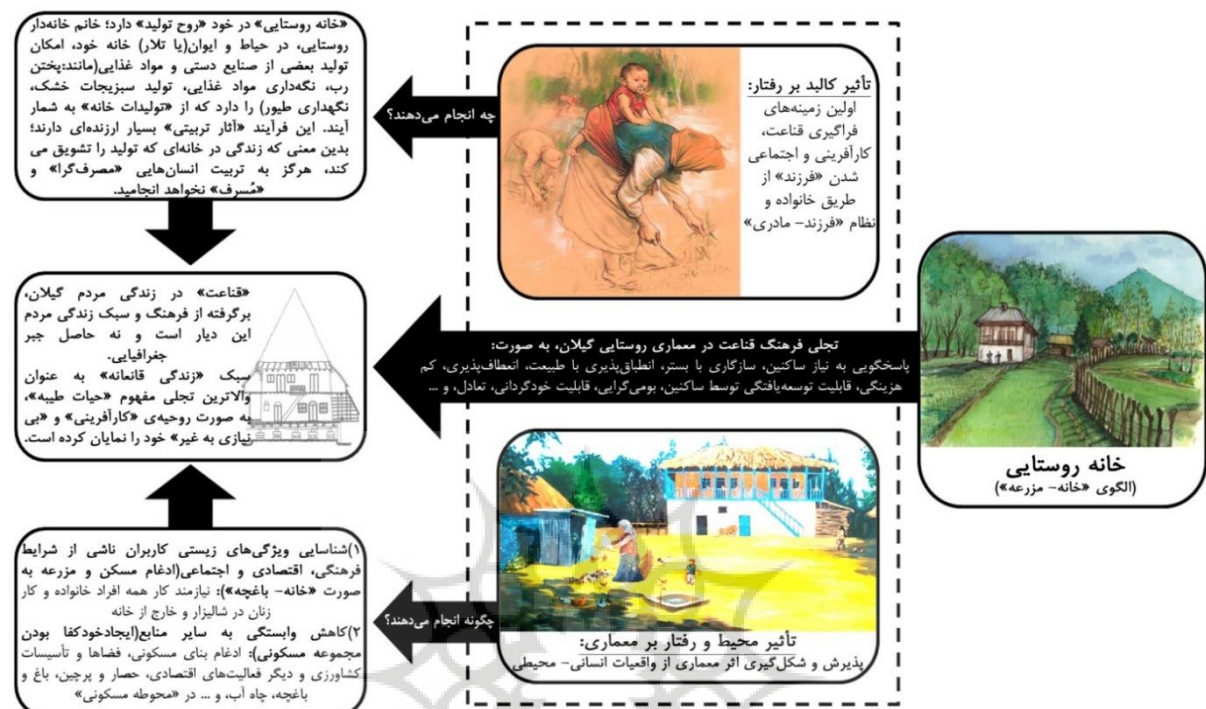 خانه روستایی
(الگوی «خانه- مزرعه»)
تأثیر کالبد بر رفتار:
اولین زمینه‌های
فراگیری قناعت،
کارآفرینی و اجتماعی
شدن «فرزند» از
طریق خانواده و
نظام «فرزند- مادری»
تجلی فرهنگ قناعت در معماری روستایی گیلان، به صورت:
پاسخگویی به نیاز ساکنین، سازگاری با بستر، انطباق‌پذیری با طبیعت، انعطاف‌پذیری، کم
هزینگی، قابلیت توسعه‌یافتگی توسط ساکنین، بومی‌گرایی، قابلیت خودگردانی، تعادل، و ...
تأثیر محیط و رفتار بر معماری:
پذیرش و شکل‌گیری اثر معماری از واقعیات انسانی- محیطی
چه انجام می‌دهند؟
«خانه روستایی» در خود «روح تولید» دارد؛ خانم خانه‌دار
روستایی، در حیاط و ایوان(یا تلار) خانه خود، امکان
تولید بعضی از صنایع دستی و مواد غذایی(مانند:پختن
رب، نگه‌داری مواد غذایی، تولید سبزیجات خشک،
نگهداری طیور) را دارد که از «تولیدات خانه» به شمار
آیند. این فرآیند «آثار تربیتی» بسیار ارزنده‌ای دارند؛
بدین معنی که زندگی در خانه‌ای که تولید را تشویق می
کند، هرگز به تربیت انسان‌هایی «مصرف‌گرا» و
«مُسرف» نخواهد انجامید.
«قناعت» در زندگی مردم گیلان،
برگرفته از فرهنگ و سبک زندگی مردم
این دیار است و نه حاصل جبر
جغرافیایی.
سبک «زندگی قانعانه» به عنوان
والاترین تجلی مفهوم «حیات طیبه»،
به صورت روحیه‌ی «کارآفرینی» و «بی
نیازی به غیر» خود را نمایان کرده است.
چگونه انجام می‌دهند؟
۱)شناسایی ویژگی‌های زیستی کاربران ناشی از شرایط
فرهنگی، اقتصادی و اجتماعی(ادغام مسکن و مزرعه به
صورت «خانه- باغچه»): نیازمند کار همه افراد خانواده و کار
زنان در شالیزار و خارج از خانه
۲)کاهش وابستگی به سایر منابع(ایجادخودکفا بودن
مجموعه مسکونی): ادغام بنای مسکونی، فضاها و تأسیسات
کشاورزی و دیگر فعالیت‌های اقتصادی، حصار و پرچین، باغ و
باغچه، چاه آب، و ... در «محوطه مسکونی»